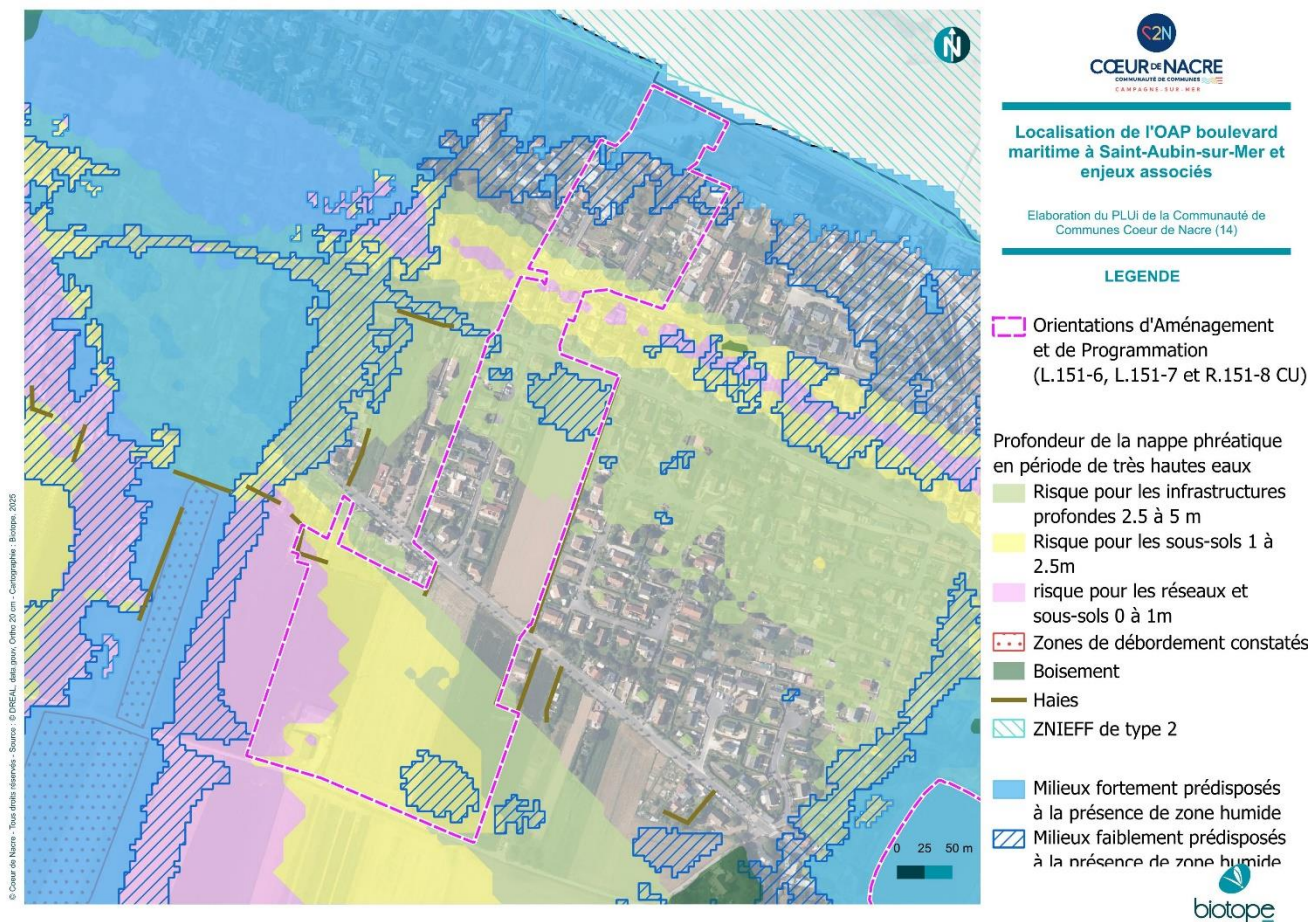 N
C2N
CŒUR DE NACRE
COMMUNAUTÉ DE COMMUNES
CAMPAGNE-SUR-MER
Localisation de l'OAP boulevard
maritime à Saint-Aubin-sur-Mer et
enjeux associés
Elaboration du PLUi de la Communauté de
Communes Coeur de Nacre (14)
LEGENDE
Orientations d'Aménagement
et de Programmation
(L.151-6, L.151-7 et R.151-8 CU)
Profondeur de la nappe phréatique
en période de très hautes eaux
Risque pour les infrastructures
profondes 2.5 à 5 m
Risque pour les sous-sols 1 à
2.5m
risque pour les réseaux et
sous-sols 0 à 1m
Zones de débordement constatés
Boisement
Haies
ZNIEFF de type 2
Milieux fortement prédisposés
à la présence de zone humide
Milieux faiblement prédisposés
à la présence de zone humide
0 25 50 m
biotope
© Coeur de Nacre - Tous droits réservés - Source : © DREAL, data.gouv, Ortho 20 cm - Cartographie : Biotope, 2025